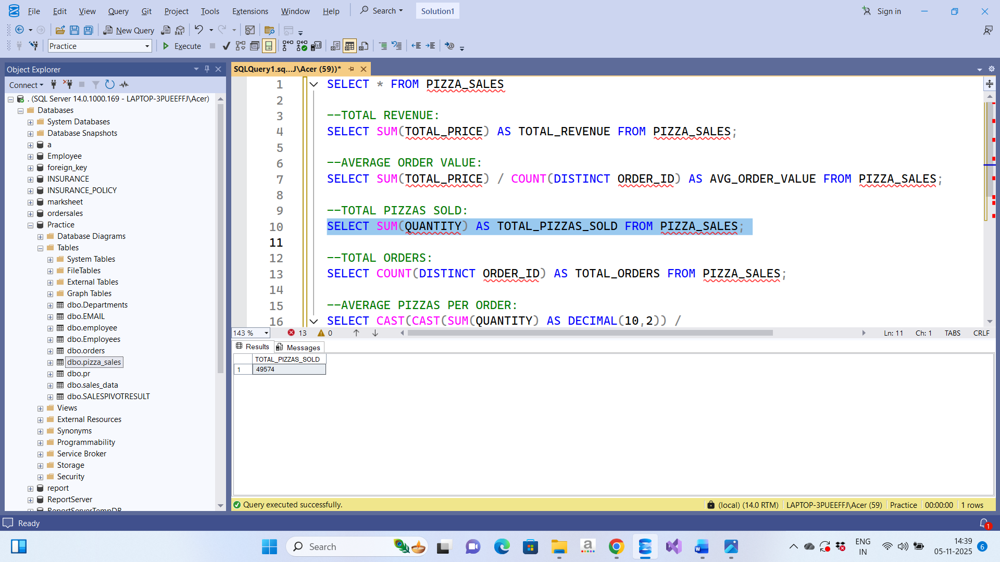 File Edit View Query Git Project Tools Extensions Window Help Search Solution1 Sign in
New Query DAX
Practice Execute
Object Explorer
Connect
. (SQL Server 14.0.1000.169 - LAPTOP-3PUEEFFJ\Acer)
Databases
System Databases
Database Snapshots
a
Employee
foreign_key
INSURANCE
INSURANCE_POLICY
marksheet
ordersales
Practice
Database Diagrams
Tables
System Tables
FileTables
External Tables
Graph Tables
dbo.Departments
dbo.EMAIL
dbo.employee
dbo.Employees
dbo.orders
dbo.pizza_sales
dbo.pr
dbo.sales_data
dbo.SALESPIVOTRESULT
Views
External Resources
Synonyms
Programmability
Service Broker
Storage
Security
report
ReportServer
ReportServerTempDB
SQLQuery1.sq...J\Acer (59))*
1 SELECT * FROM PIZZA_SALES
2
3 --TOTAL REVENUE:
4 SELECT SUM(TOTAL_PRICE) AS TOTAL_REVENUE FROM PIZZA_SALES;
5
6 --AVERAGE ORDER VALUE:
7 SELECT SUM(TOTAL_PRICE) / COUNT(DISTINCT ORDER_ID) AS AVG_ORDER_VALUE FROM PIZZA_SALES;
8
9 --TOTAL PIZZAS SOLD:
10 SELECT SUM(QUANTITY) AS TOTAL_PIZZAS_SOLD FROM PIZZA_SALES;
11
12 --TOTAL ORDERS:
13 SELECT COUNT(DISTINCT ORDER_ID) AS TOTAL_ORDERS FROM PIZZA_SALES;
14
15 --AVERAGE PIZZAS PER ORDER:
16 SELECT CAST(CAST(SUM(QUANTITY) AS DECIMAL(10,2)) /
143 % 13 0 Ln: 11 Ch: 1 TABS CRLF
Results Messages
TOTAL_PIZZAS_SOLD
1 49574
Query executed successfully. (local) (14.0 RTM) LAPTOP-3PUEEFFJ\Acer (59) Practice 00:00:00 1 rows
Ready 1
Search ENG IN 14:39 05-11-2025 6